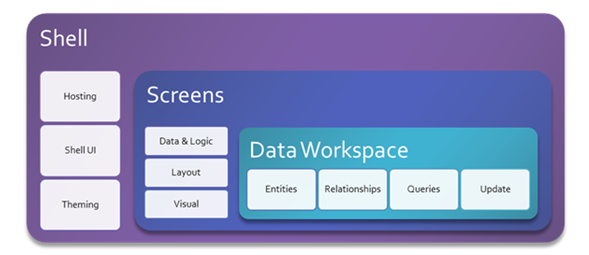 Shell
Hosting
Shell UI
Theming
Screens
Data & Logic
Layout
Visual
Data Workspace
Entities
Relationships
Queries
Update